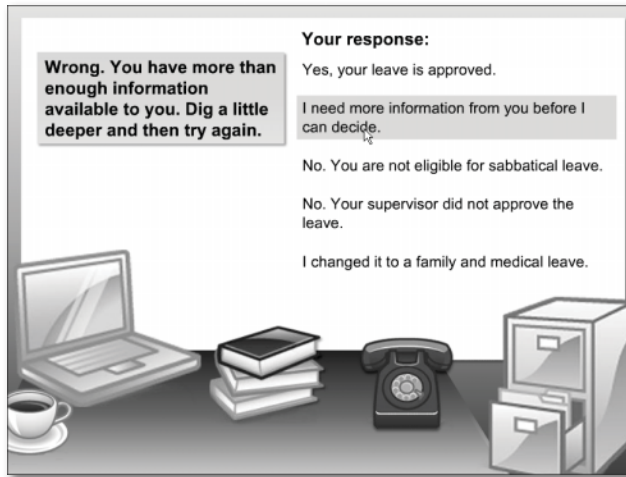 Your response:
Wrong. You have more than
enough information
available to you. Dig a little
deeper and then try again.
Yes, your leave is approved.
I need more information from you before I
can decide.
No. You are not eligible for sabbatical leave.
No. Your supervisor did not approve the
leave.
I changed it to a family and medical leave.